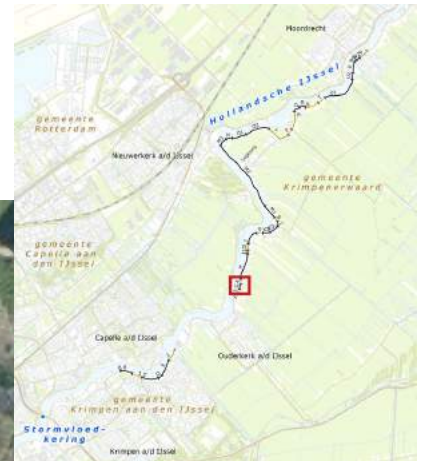 Moordrecht
Hollandsche IJssel
gemeente
Rotterdam
Nieuwerkerk a/d IJssel
gemeente
Krimpenerwaard
gemeente
Capelle aan
den IJssel
Capelle a/d IJssel
Ouderkerk a/d IJssel
gemeente
Krimpen aan den IJssel
Stormvloed-
kering
Krimpen a/d IJssel